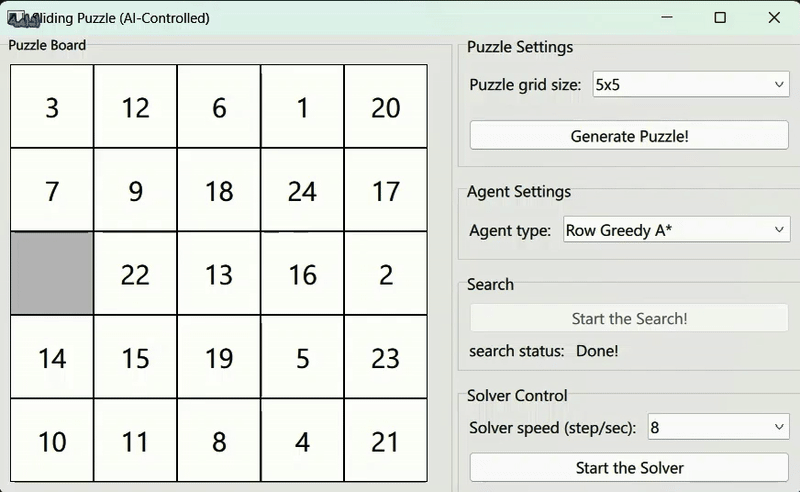 Sliding Puzzle (AI-Controlled)
Puzzle Board
3 12 6 1 20
7 9 18 24 17
22 13 16 2
14 15 19 5 23
10 11 8 4 21
Puzzle Settings
Puzzle grid size: 5x5
Generate Puzzle!
Agent Settings
Agent type: Row Greedy A*
Search
Start the Search!
search status: Done!
Solver Control
Solver speed (step/sec): 8
Start the Solver